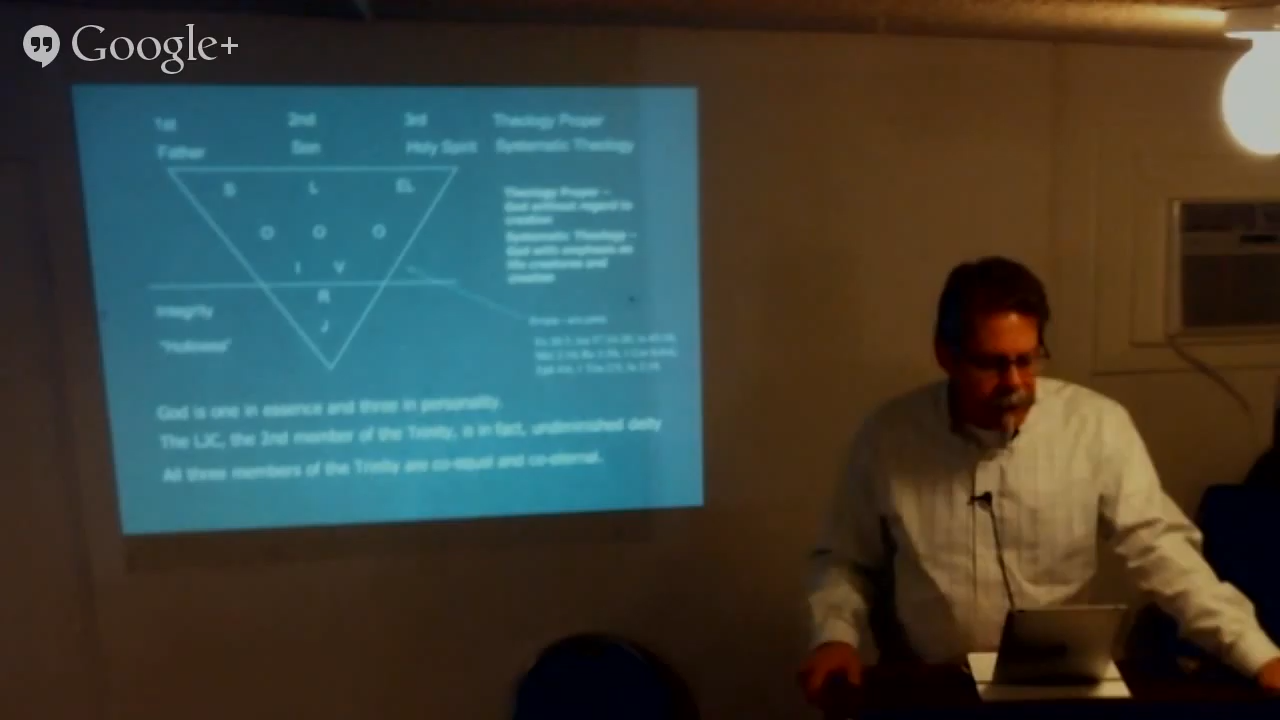 Google+
1st 2nd 3rd Theology Proper
Father Son Holy Spirit Systematic Theology
S L EL
O O O
I V
R
J
Theology Proper -
God without regard to
creation
Systematic Theology -
God with emphasis on
His creatures and
creation
Integrity
"Holiness"
God is one in essence and three in personality.
The LJC, the 2nd member of the Trinity, is in fact, undiminished deity
All three members of the Trinity are co-equal and co-eternal.